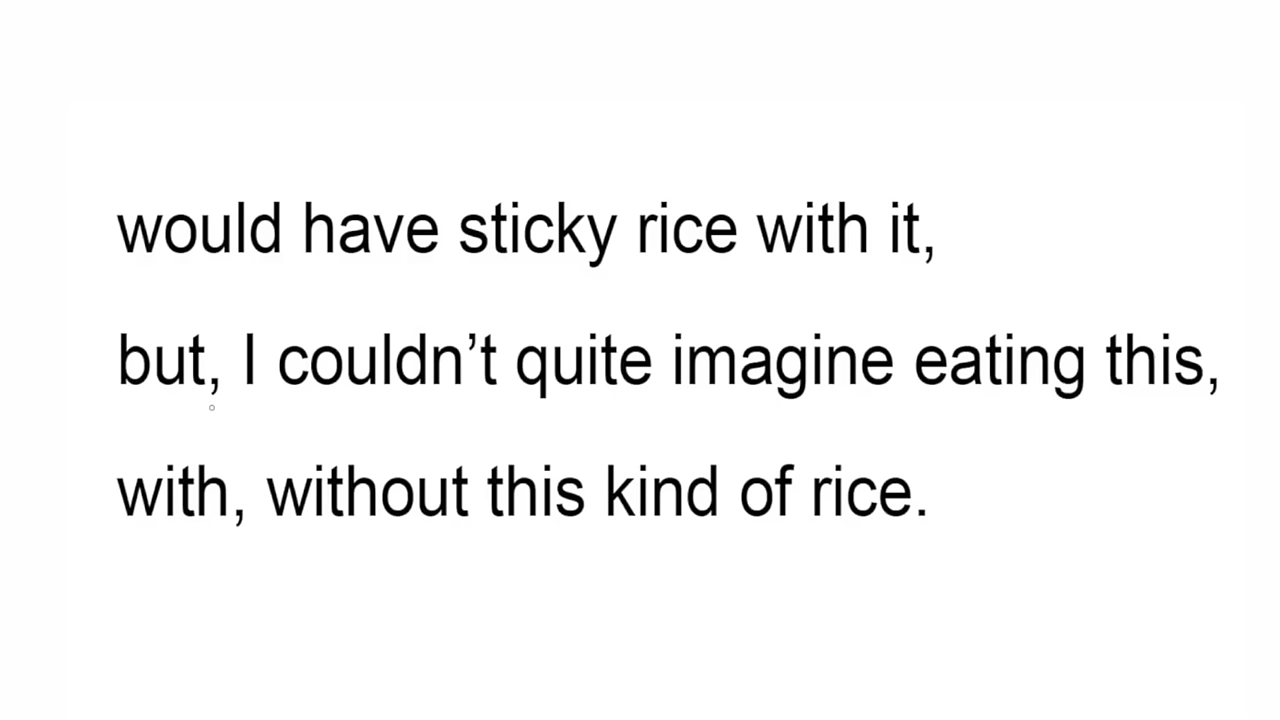 would have sticky rice with it,
but, I couldn’t quite imagine eating this,
with, without this kind of rice.